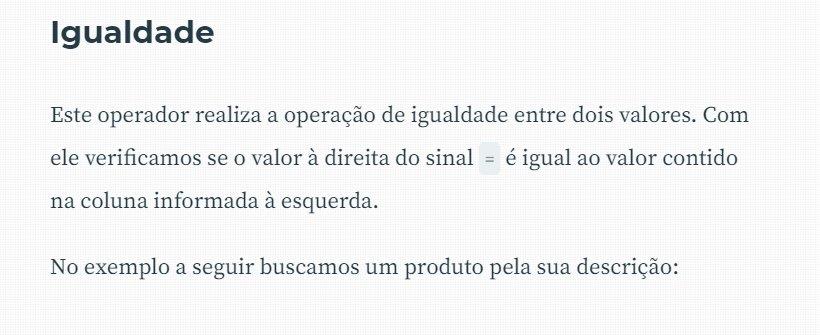 Igualdade
Este operador realiza a operação de igualdade entre dois valores. Com
ele verificamos se o valor à direita do sinal = é igual ao valor contido
na coluna informada à esquerda.
No exemplo a seguir buscamos um produto pela sua descrição: